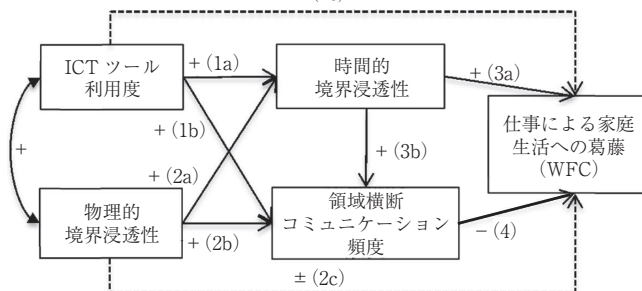 ICT ツール
利用度
+ (1a)
時間的
境界浸透性
+ (3a)
+ (1b)
仕事による家庭
生活への葛藤
(WFC)
+
+ (3b)
+ (2a)
物理的
境界浸透性
+ (2b)
領域横断
コミュニケーション
頻度
− (4)
± (2c)